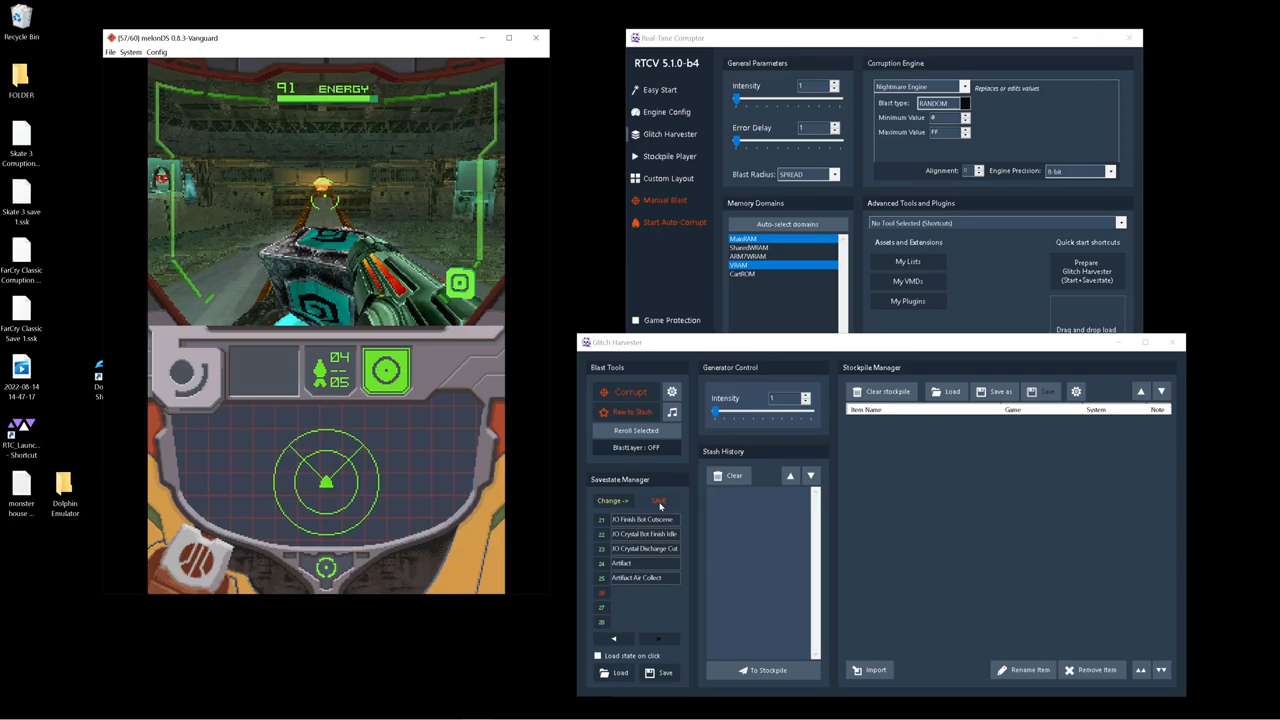 Recycle Bin
FOLDER
Skate 3
Corruption...
Skate 3 save
1.ssk
FarCry Classic
Corruption ...
FarCry Classic
Save 1.ssk
2022-08-14
14-47-17
Do
Sh
RTC_Launc...
- Shortcut
monster
house ...
Dolphin
Emulator
[57/60] melonDS 0.8.3-Vanguard
File System Config
91 ENERGY
04
--
05
Real-Time Corruptor
RTCV 5.1.0-b4
Easy Start
Engine Config
Glitch Harvester
Stockpile Player
Custom Layout
Manual Blast
Start Auto-Corrupt
Game Protection
General Parameters
Intensity 1
Error Delay 1
Blast Radius: SPREAD
Memory Domains
Auto-select domains
MainRAM
SharedWRAM
ARM7WRAM
VRAM
CartROM
Corruption Engine
Nightmare Engine Replaces or edits values
Blast type: RANDOM
Minimum Value 0
Maximum Value FF
Alignment: 0 Engine Precision: 8-bit
Advanced Tools and Plugins
No Tool Selected (Shortcuts)
Assets and Extensions
My Lists
My VMDs
My Plugins
Quick start shortcuts
Prepare
Glitch Harvester
(Start+Savestate)
Drag and drop load
Glitch Harvester
Blast Tools
Corrupt
Raw to Stash
Reroll Selected
BlastLayer : OFF
Savestate Manager
Change -> SAVE
21 JO Finish Bot Cutscene
22 JO Crystal Bot Finish Idle
23 JO Crystal Discharge Cut
24 Artifact
25 Artifiact Air Collect
26
27
28
Load state on click
Load Save
Generator Control
Intensity 1
Stash History
Clear
To Stockpile
Stockpile Manager
Clear stockpile Load Save as Save
Item Name Game System Note
Import Rename Item Remove Item